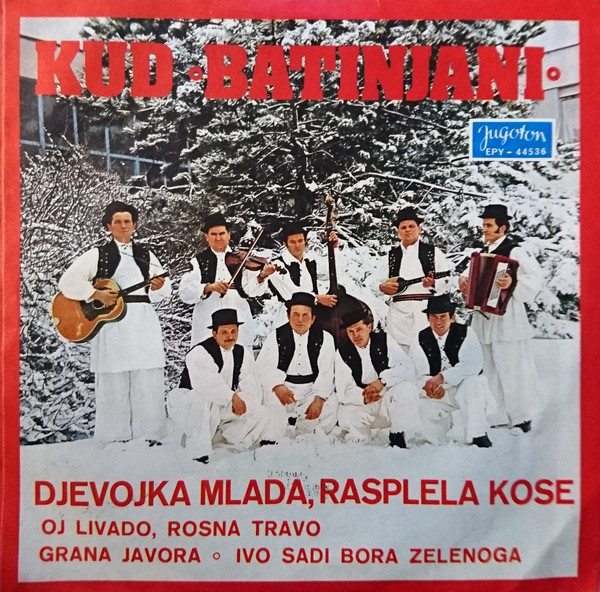 KUD •BATINJANI•
Jugoton
EPY - 44536
DJEVOJKA MLADA, RASPLELA KOSE
OJ LIVADO, ROSNA TRAVO
GRANA JAVORA • IVO SADI BORA ZELENOGA